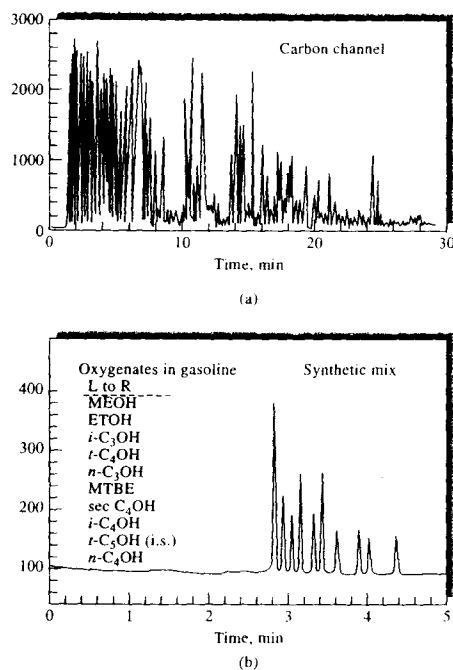 3000
Carbon channel
2000
1000
0
0 10 20 30
Time, min
(a)
Oxygenates in gasoline Synthetic mix
L to R
MEOH
ETOH
i-C₃OH
t-C₄OH
n-C₃OH
MTBE
sec C₄OH
i-C₄OH
t-C₅OH (i.s.)
n-C₄OH
400
300
200
100
0 1 2 3 4 5
Time, min
(b)